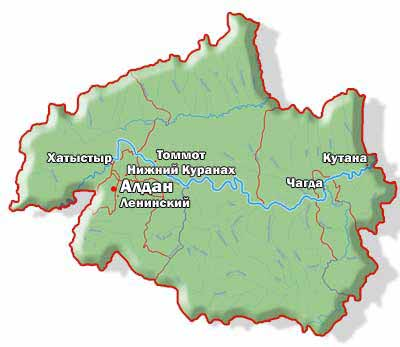 Хатыстыр
Томмот
Нижний Куранах
Алдан
Ленинский
Кутана
Чагда